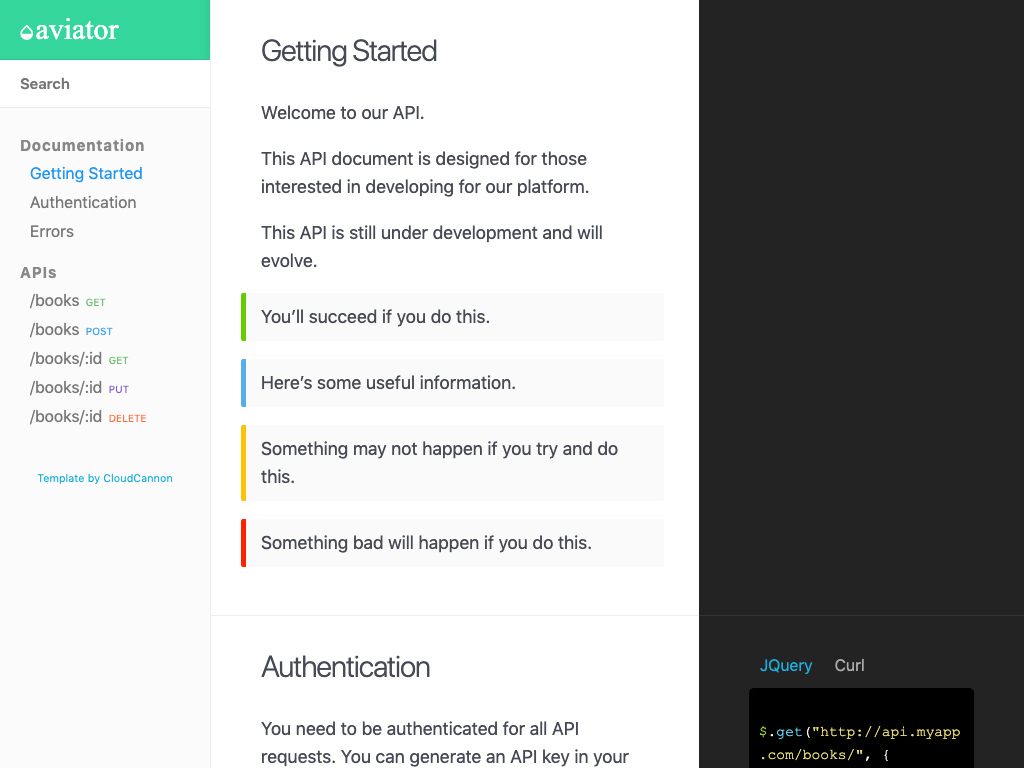 aviator
Search
Documentation
Getting Started
Authentication
Errors
APIs
/books GET
/books POST
/books/:id GET
/books/:id PUT
/books/:id DELETE
Template by CloudCannon
Getting Started
Welcome to our API.
This API document is designed for those
interested in developing for our platform.
This API is still under development and will
evolve.
You’ll succeed if you do this.
Here’s some useful information.
Something may not happen if you try and do
this.
Something bad will happen if you do this.
Authentication
You need to be authenticated for all API
requests. You can generate an API key in your
JQuery Curl
$.get("http://api.myapp
.com/books/", {